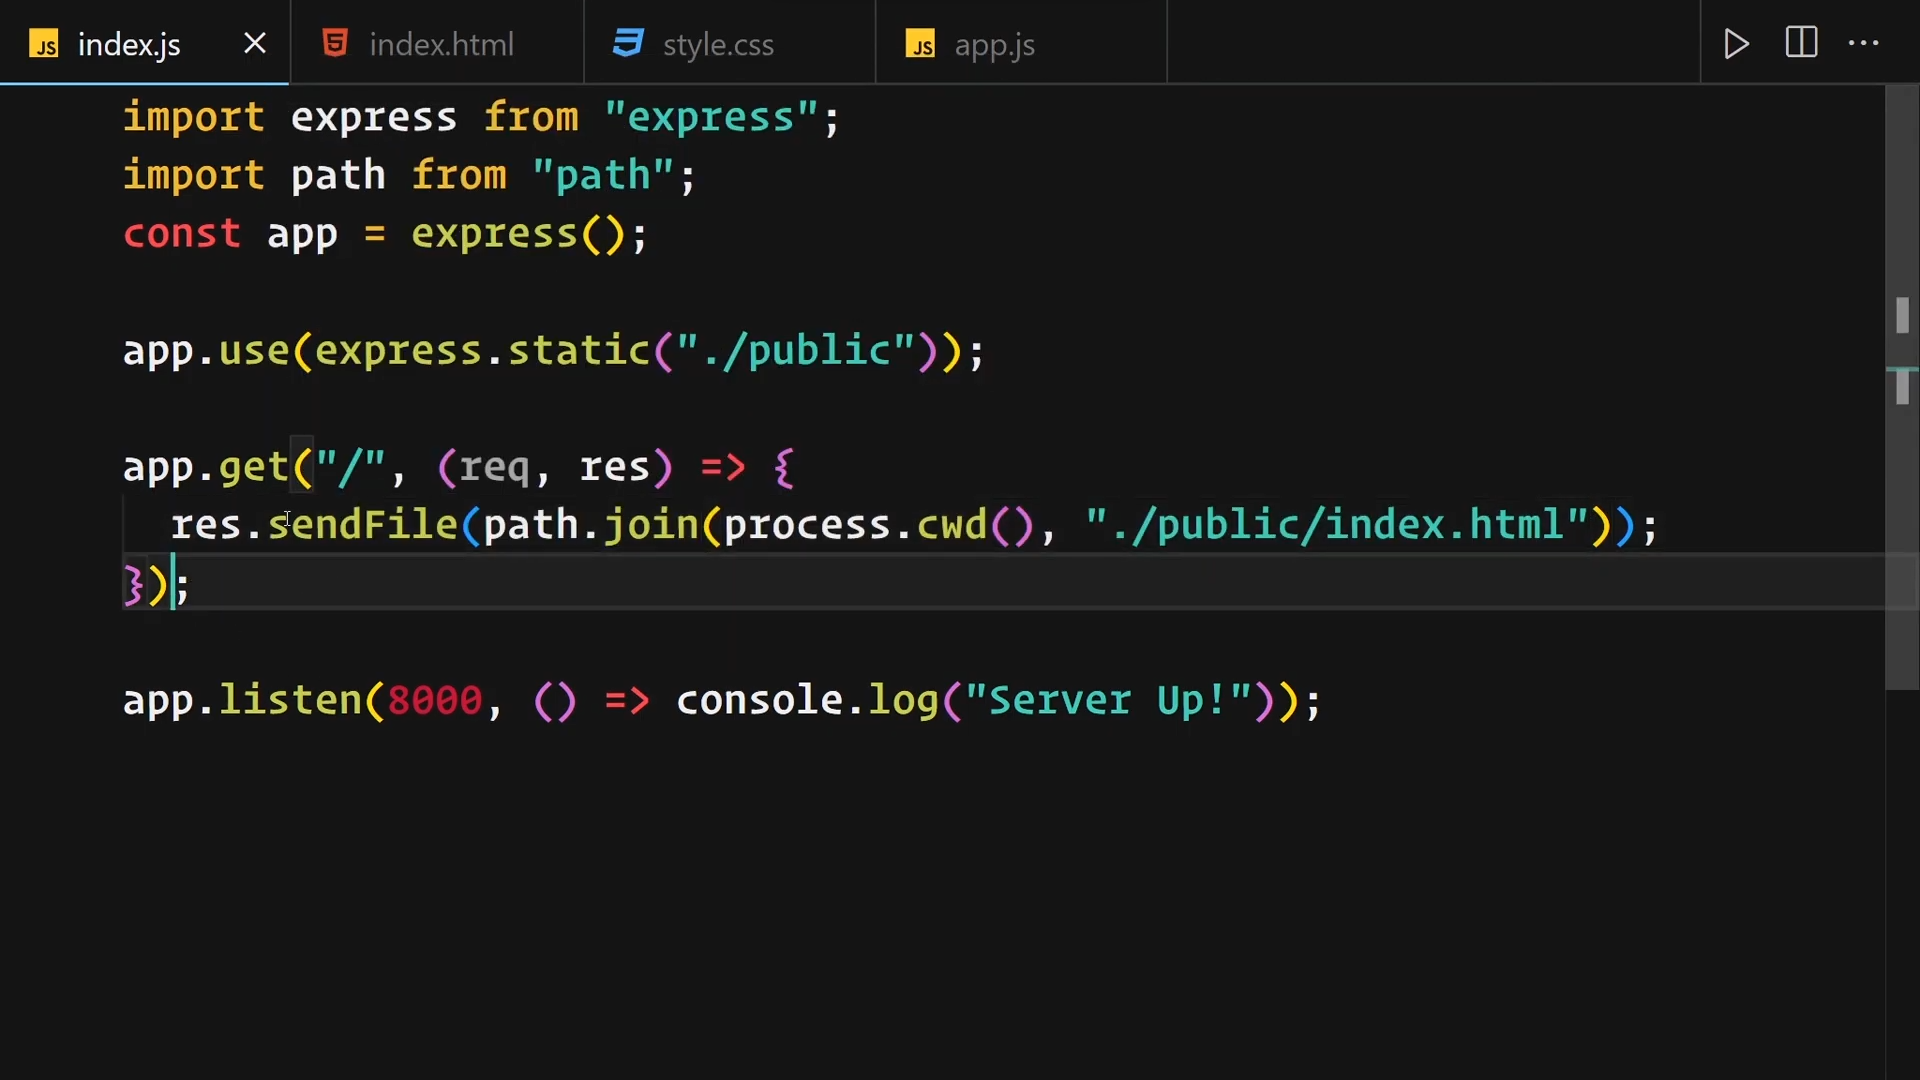 index.js
index.html
style.css
app.js
import express from "express";
import path from "path";
const app = express();
app.use(express.static("./public"));
app.get("/", (req, res) => {
  res.sendFile(path.join(process.cwd(), "./public/index.html"));
});
app.listen(8000, () => console.log("Server Up!"));